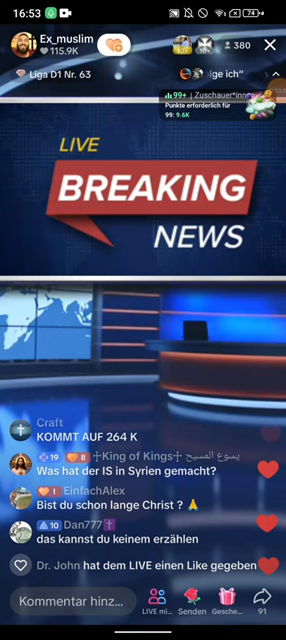 16:53
74
Ex_muslim
115.9K
380
Liga D1 Nr. 63
lge ich"
99+ | Zuschauer*innen
Punkte erforderlich für
99: 9.6K
LIVE
BREAKING
NEWS
Craft
KOMMT AUF 264 K
19 II ✝King of Kings✝ يسوع المسيح
Was hat der IS in Syrien gemacht?
I EinfachAlex
Bist du schon lange Christ ? 🙏
10 Dan777✝️
das kannst du keinem erzählen
Dr. John hat dem LIVE einen Like gegeben
Kommentar hinz...
LIVE mi...
Senden
Gesche...
91